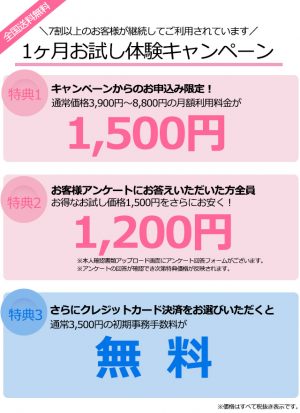 全国送料無料
＼7割以上のお客様が継続してご利用されています／
1ヶ月お試し体験キャンペーン
特典1
キャンペーンからのお申込み限定！
通常価格3,900円～8,800円の月額利用料金が
1,500円
特典2
お客様アンケートにお答えいただいた方全員
お得なお試し価格1,500円をさらにお安く！
1,200円
※本人確認書類アップロード画面にアンケート回答フォームがございます。
※アンケートの回答が確認でき次第特典価格が反映されます。
特典3
さらにクレジットカード決済をお選びいただくと
通常3,500円の初期事務手数料が
無料
※価格はすべて税抜き表示です。